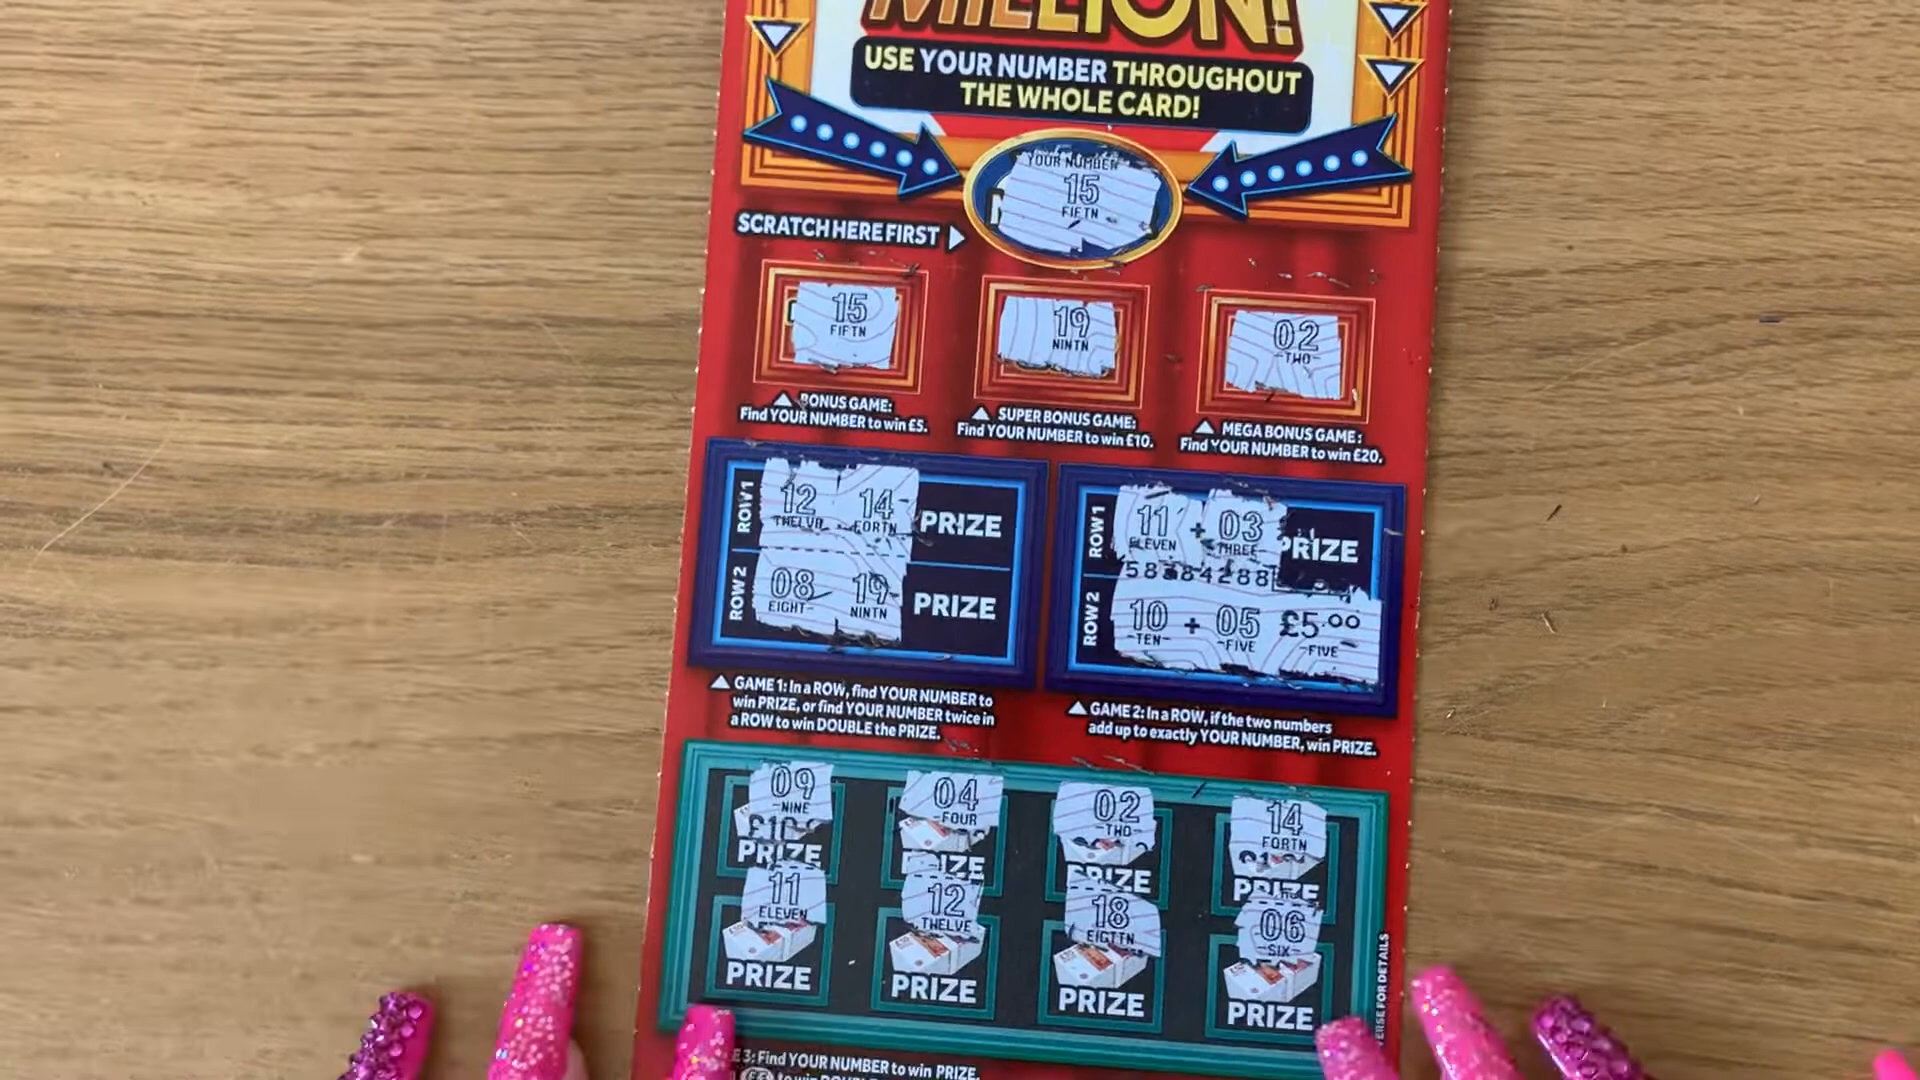 MILLION!
USE YOUR NUMBER THROUGHOUT
THE WHOLE CARD!
YOUR NUMBER
15
FIFTN
SCRATCH HERE FIRST
15
FIFTN
19
NINTN
02
-TWO-
BONUS GAME:
Find YOUR NUMBER to win £5.
SUPER BONUS GAME:
Find YOUR NUMBER to win £10.
MEGA BONUS GAME:
Find YOUR NUMBER to win £20.
ROW 1
12 14 PRIZE
TWELVE FORTN
ROW 2
08 19 PRIZE
EIGHT- NINTN
ROW 1
11 + 03 PRIZE
ELEVEN THREE-
ROW 2
10 + 05 £5.00
-TEN- -FIVE -FIVE
GAME 1: In a ROW, find YOUR NUMBER to
win PRIZE, or find YOUR NUMBER twice in
a ROW to win DOUBLE the PRIZE.
GAME 2: In a ROW, if the two numbers
add up to exactly YOUR NUMBER, win PRIZE.
09 04 02 14
-NINE -FOUR -TWO- FORTN
PRIZE PRIZE PRIZE PRIZE
11 12 18 06
ELEVEN TWELVE EIGTTN -SIX-
PRIZE PRIZE PRIZE PRIZE
3: Find YOUR NUMBER to win PRIZE,
FOR DETAILS